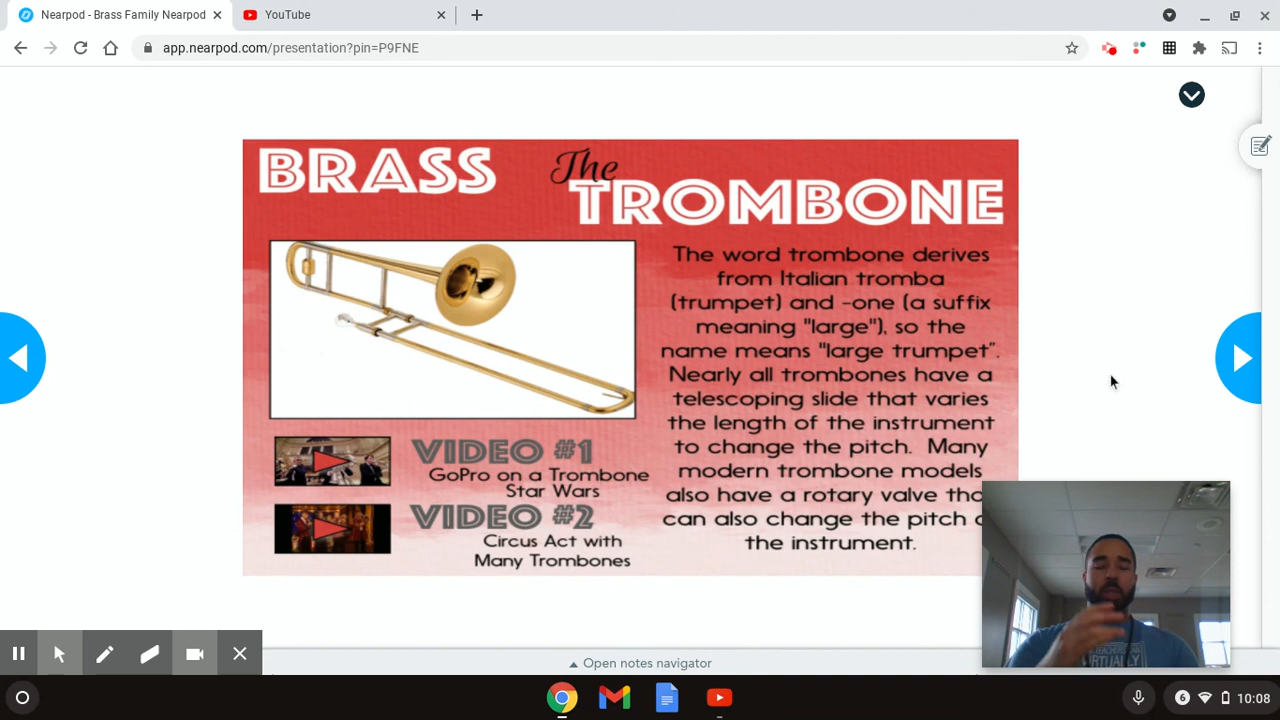 Nearpod - Brass Family Nearpod
YouTube
app.nearpod.com/presentation?pin=P9FNE
BRASS
The
TROMBONE
The word trombone derives
from Italian tromba
(trumpet) and -one (a suffix
meaning "large"), so the
name means "large trumpet".
Nearly all trombones have a
telescoping slide that varies
the length of the instrument
to change the pitch. Many
modern trombone models
also have a rotary valve
can also change the pitch
the instrument.
VIDEO #1
GoPro on a Trombone
Star Wars
VIDEO #2
Circus Act with
Many Trombones
VIRTUALLY
Open notes navigator
6
10:08